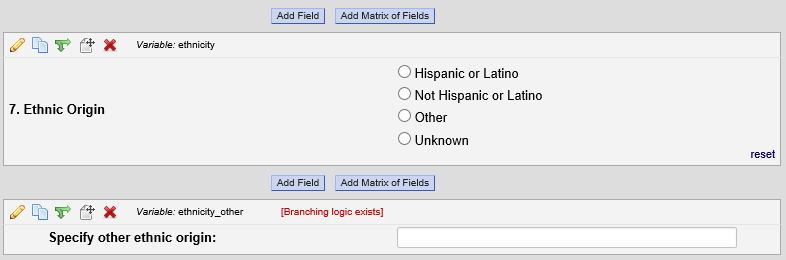 Add Field Add Matrix of Fields
Variable: ethnicity
7. Ethnic Origin
Hispanic or Latino
Not Hispanic or Latino
Other
Unknown
reset
Add Field Add Matrix of Fields
Variable: ethnicity_other [Branching logic exists]
Specify other ethnic origin: